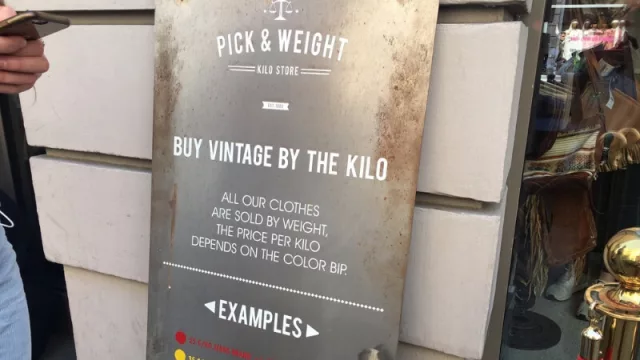 PICK & WEIGHT
KILO STORE
BUY VINTAGE BY THE KILO
ALL OUR CLOTHES
ARE SOLD BY WEIGHT,
THE PRICE PER KILO
DEPENDS ON THE COLOR BIP.
EXAMPLES